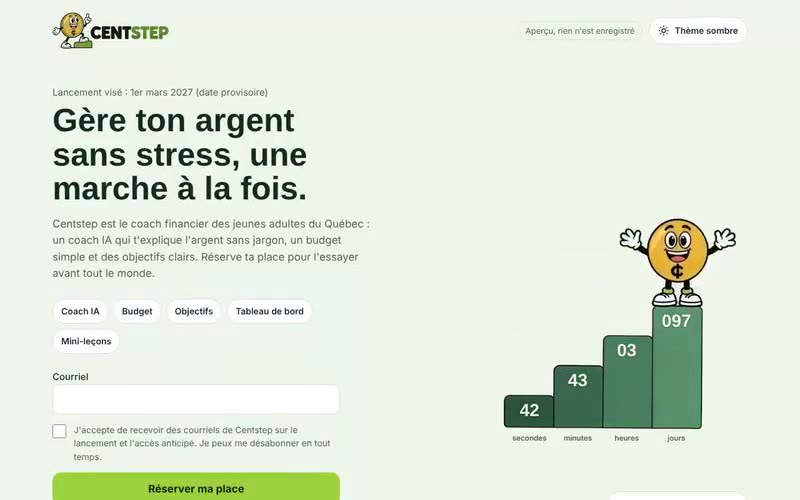 CENTSTEP
Aperçu, rien n'est enregistré
Thème sombre
Lancement visé : 1er mars 2027 (date provisoire)
Gère ton argent
sans stress, une
marche à la fois.
Centstep est le coach financier des jeunes adultes du Québec :
un coach IA qui t'explique l'argent sans jargon, un budget
simple et des objectifs clairs. Réserve ta place pour l'essayer
avant tout le monde.
Coach IA
Budget
Objectifs
Tableau de bord
Mini-leçons
Courriel
J'accepte de recevoir des courriels de Centstep sur le
lancement et l'accès anticipé. Je peux me désabonner en tout
temps.
Réserver ma place
¢
42
43
03
097
secondes
minutes
heures
jours